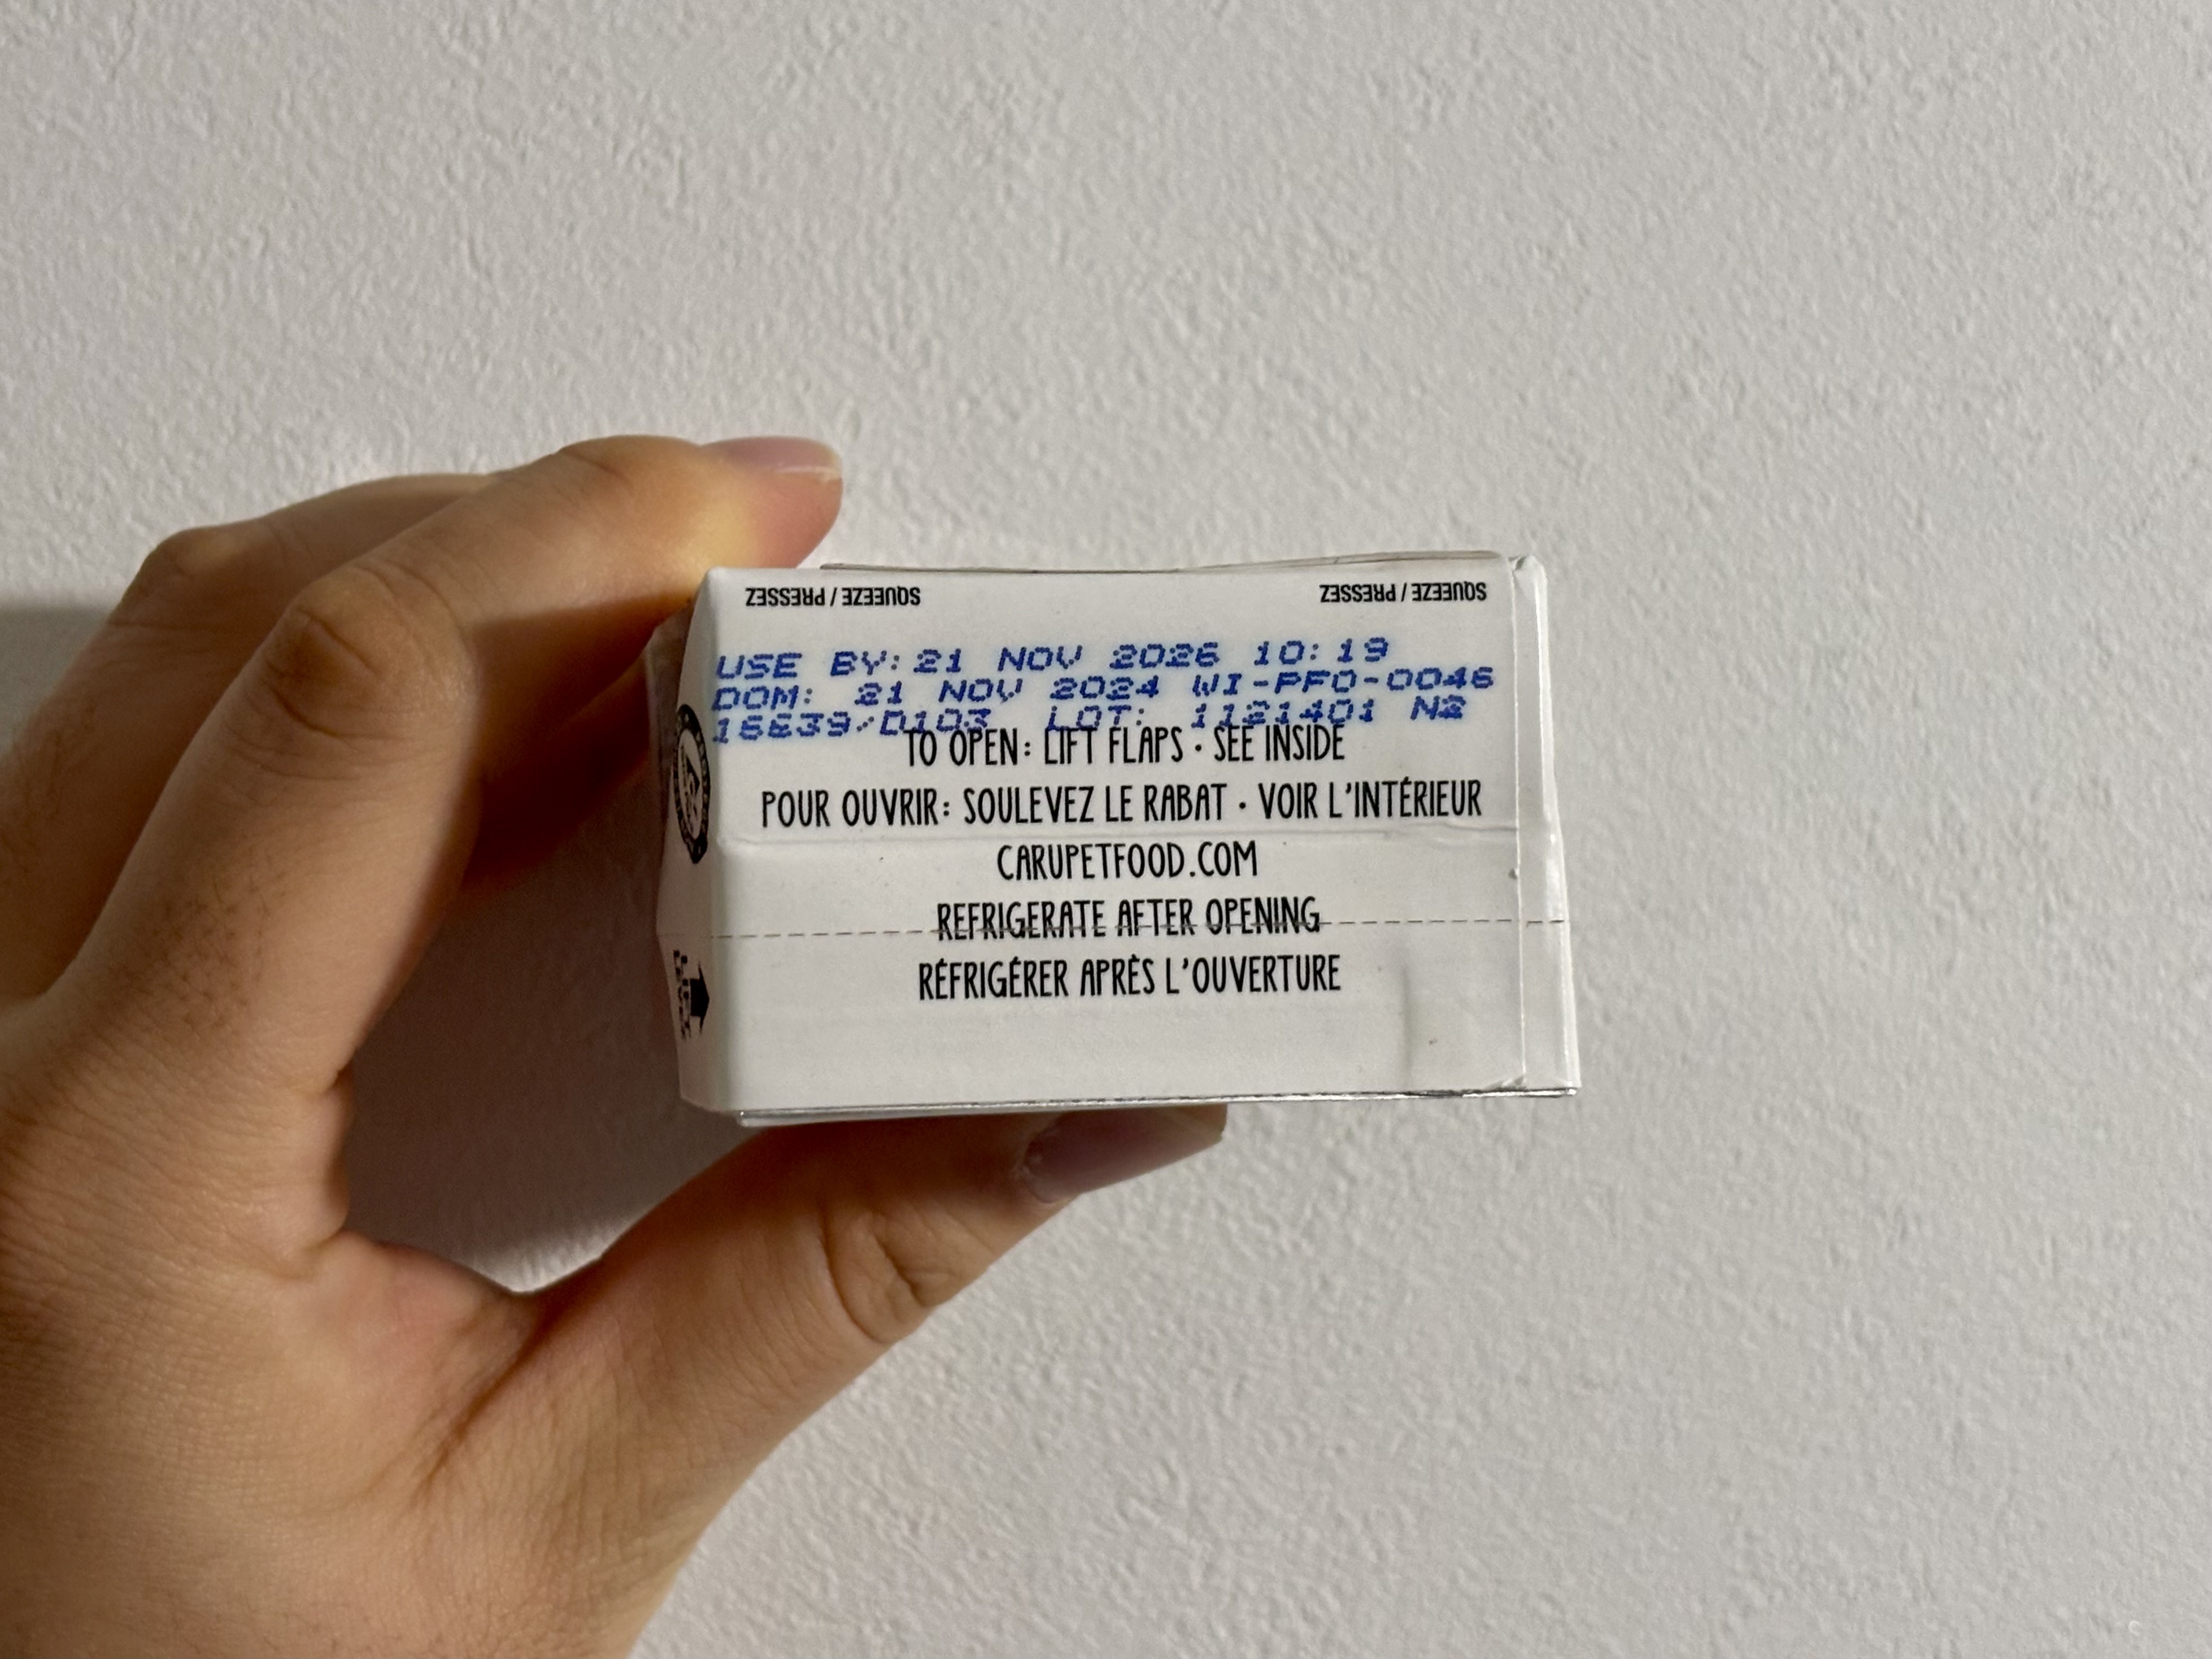 SQUEEZE / PRESSEZ SQUEEZE / PRESSEZ
USE BY: 21 NOV 2026 10:19
DOM: 21 NOV 2024 WI-PFO-0046
16E39/D103 LOT: 1121401 N2
TO OPEN: LIFT FLAPS · SEE INSIDE
POUR OUVRIR: SOULEVEZ LE RABAT · VOIR L'INTÉRIEUR
CARUPETFOOD.COM
REFRIGERATE AFTER OPENING
RÉFRIGÉRER APRÈS L'OUVERTURE